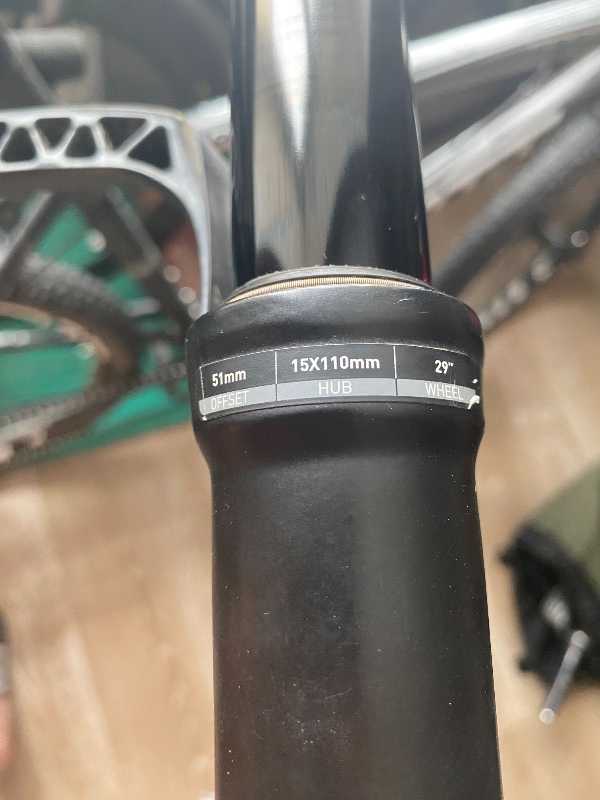 51mm 15X110mm 29"
OFFSET HUB WHEEL